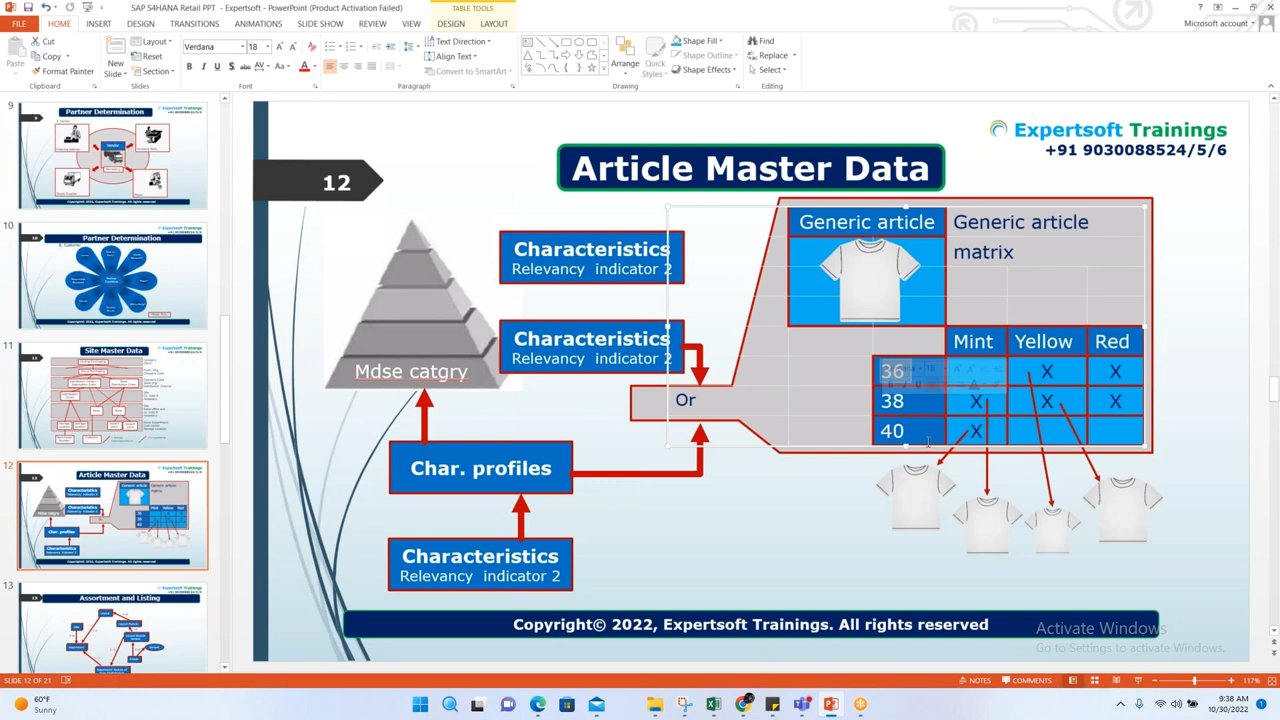 SAP S4HANA Retail PPT - Expertsoft - PowerPoint (Product Activation Failed)
TABLE TOOLS
FILE HOME INSERT DESIGN TRANSITIONS ANIMATIONS SLIDE SHOW REVIEW VIEW DESIGN LAYOUT
Microsoft account
Paste
Cut
Copy
Format Painter
Clipboard
New
Slide
Layout
Reset
Section
Slides
Verdana 18
Font
Text Direction
Align Text
Convert to SmartArt
Paragraph
Arrange
Quick
Styles
Shape Fill
Shape Outline
Shape Effects
Drawing
Find
Replace
Select
Editing
9
Partner Determination
10
Partner Determination
11
Site Master Data
12
Article Master Data
13
Assortment and Listing
12
Expertsoft Trainings
+91 9030088524/5/6
Article Master Data
Characteristics
Relevancy indicator 2
Characteristics
Relevancy indicator 2
Mdse catgry
Or
Char. profiles
Characteristics
Relevancy indicator 2
Generic article
Generic article
matrix
Mint Yellow Red
36 X X
38 X X X
40 X
Copyright© 2022, Expertsoft Trainings. All rights reserved
Activate Windows
Go to Settings to activate Windows.
SLIDE 12 OF 21
NOTES
COMMENTS
117%
60°F
Sunny
9:38 AM
10/30/2022